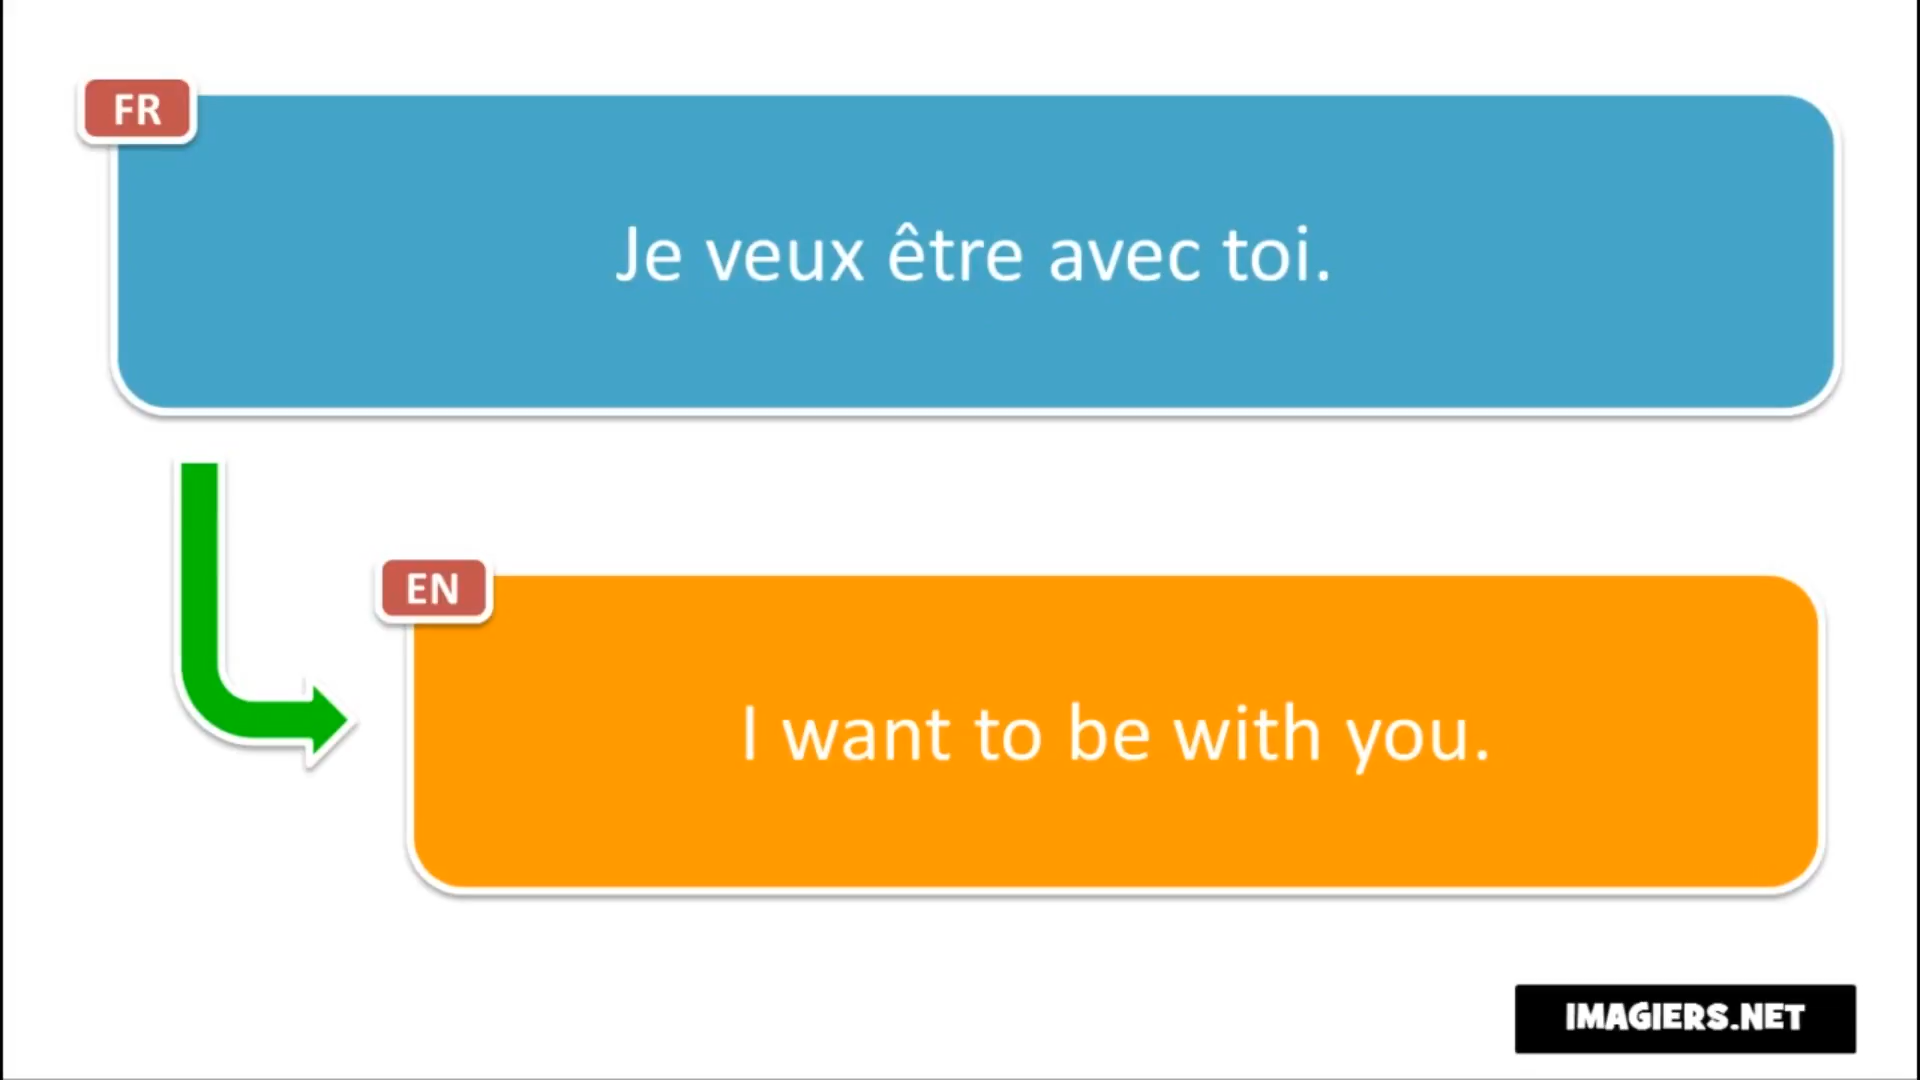 FR
Je veux être avec toi.
EN
I want to be with you.
IMAGIERS.NET